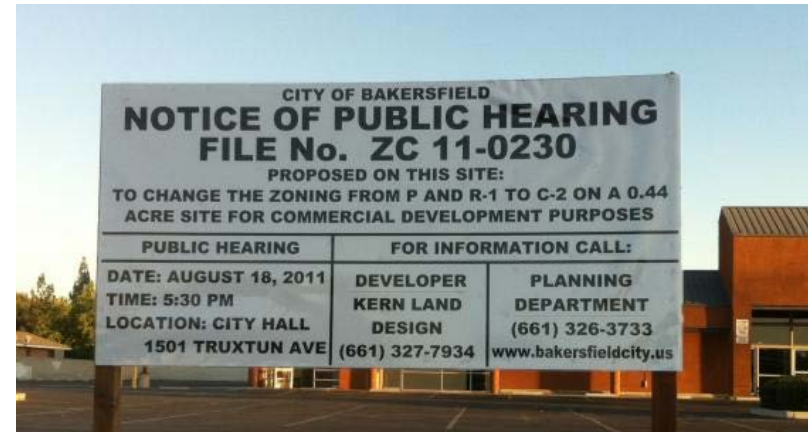 CITY OF BAKERSFIELD
NOTICE OF PUBLIC HEARING
FILE No. ZC 11-0230
PROPOSED ON THIS SITE:
TO CHANGE THE ZONING FROM P AND R-1 TO C-2 ON A 0.44
ACRE SITE FOR COMMERCIAL DEVELOPMENT PURPOSES
PUBLIC HEARING
DATE: AUGUST 18, 2011
TIME: 5:30 PM
LOCATION: CITY HALL
1501 TRUXTUN AVE
FOR INFORMATION CALL:
DEVELOPER
KERN LAND
DESIGN
(661) 327-7934
PLANNING
DEPARTMENT
(661) 326-3733
www.bakersfieldcity.us